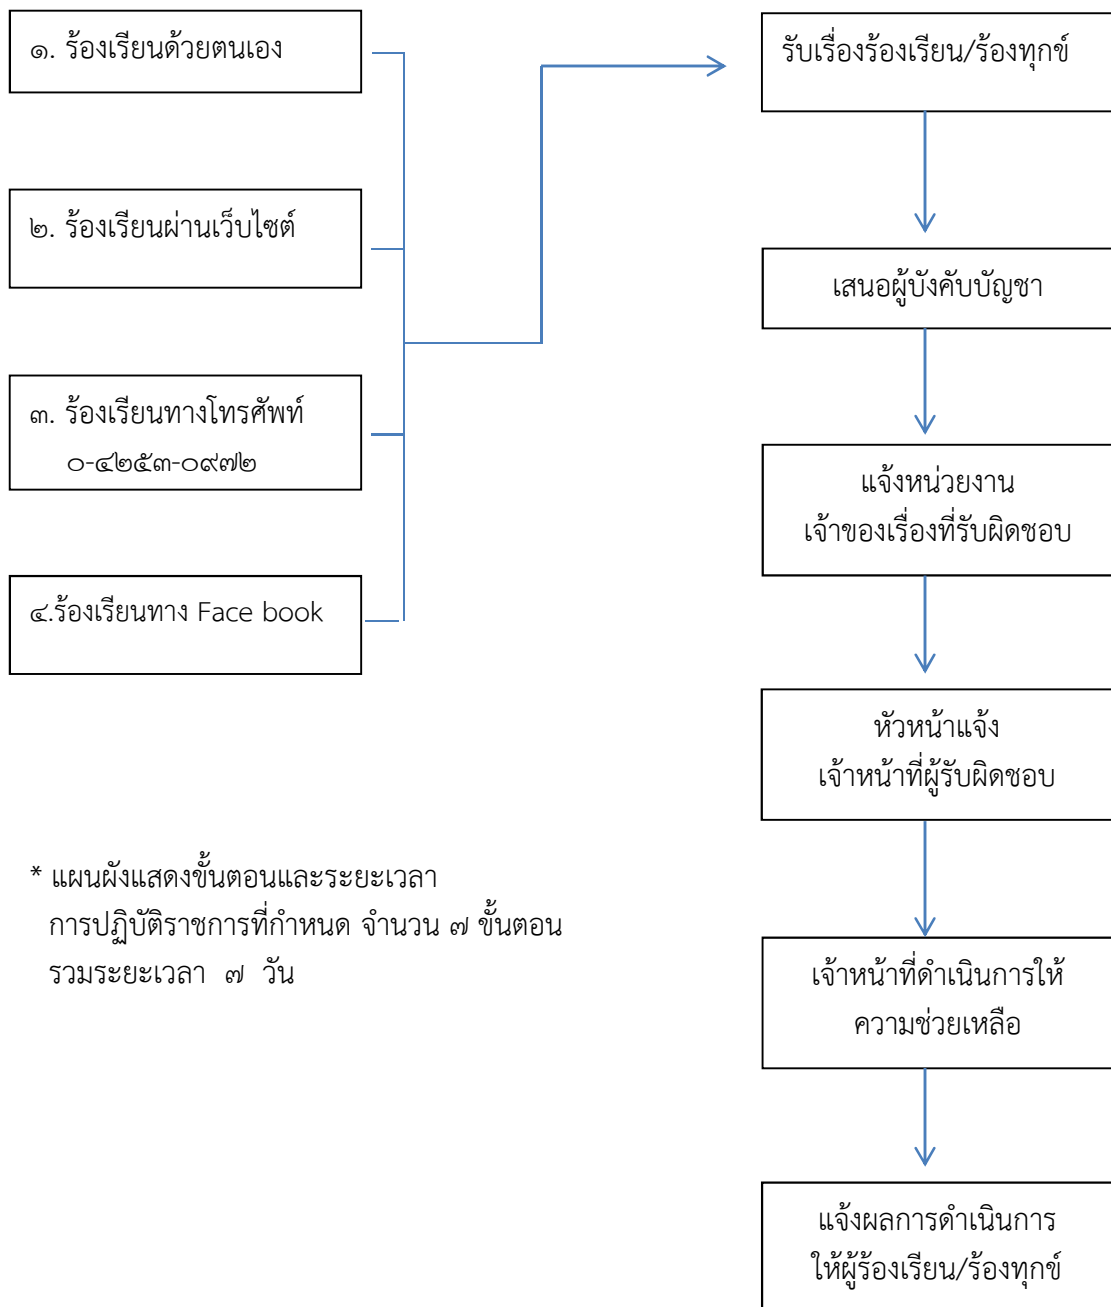 ๑. ร้องเรียนด้วยตนเอง
๒. ร้องเรียนผ่านเว็บไซต์
๓. ร้องเรียนทางโทรศัพท์
๐-๔๒๕๓-๐๙๗๒
๔.ร้องเรียนทาง Face book
* แผนผังแสดงขั้นตอนและระยะเวลา
การปฏิบัติราชการที่กำหนด จำนวน ๗ ขั้นตอน
รวมระยะเวลา ๗ วัน
รับเรื่องร้องเรียน/ร้องทุกข์
เสนอผู้บังคับบัญชา
แจ้งหน่วยงาน
เจ้าของเรื่องที่รับผิดชอบ
หัวหน้าแจ้ง
เจ้าหน้าที่ผู้รับผิดชอบ
เจ้าหน้าที่ดำเนินการให้
ความช่วยเหลือ
แจ้งผลการดำเนินการ
ให้ผู้ร้องเรียน/ร้องทุกข์